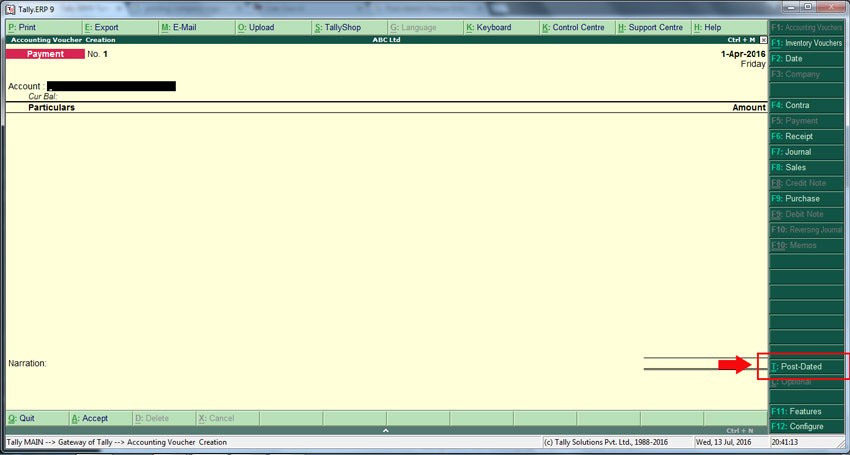 Tally.ERP 9
P: Print E: Export M: E-Mail O: Upload S: TallyShop G: Language K: Keyboard K: Control Centre H: Support Centre H: Help
Accounting Voucher Creation ABC Ltd Ctrl + M
Payment No. 1 1-Apr-2016
Friday
Account :
Cur Bal:
Particulars Amount
Narration:
F1: Accounting Vouchers
F1: Inventory Vouchers
F2: Date
F3: Company
F4: Contra
F5: Payment
F6: Receipt
F7: Journal
F8: Sales
F8: Credit Note
F9: Purchase
F9: Debit Note
F10: Reversing Journal
F10: Memos
T: Post-Dated
L: Optional
F11: Features
F12: Configure
Q: Quit A: Accept D: Delete X: Cancel
Ctrl + N
Tally MAIN --> Gateway of Tally --> Accounting Voucher Creation (c) Tally Solutions Pvt. Ltd., 1988-2016 Wed, 13 Jul, 2016 20:41:13